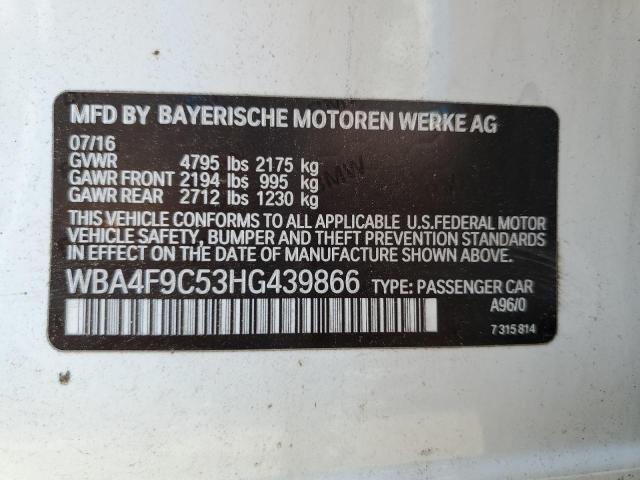 MFD BY BAYERISCHE MOTOREN WERKE AG
07/16
GVWR 4795 lbs 2175 kg
GAWR FRONT 2194 lbs 995 kg
GAWR REAR 2712 lbs 1230 kg
THIS VEHICLE CONFORMS TO ALL APPLICABLE U.S.FEDERAL MOTOR
VEHICLE SAFETY, BUMPER AND THEFT PREVENTION STANDARDS
IN EFFECT ON THE DATE OF MANUFACTURE SHOWN ABOVE.
WBA4F9C53HG439866 TYPE: PASSENGER CAR
A96/0
7 315 814